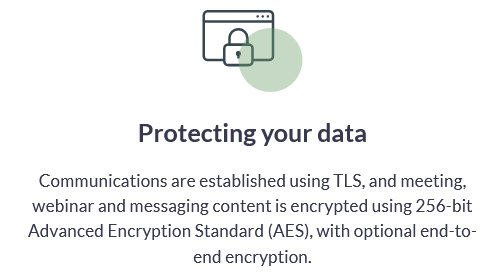 Protecting your data
Communications are established using TLS, and meeting,
webinar and messaging content is encrypted using 256-bit
Advanced Encryption Standard (AES), with optional end-to-
end encryption.